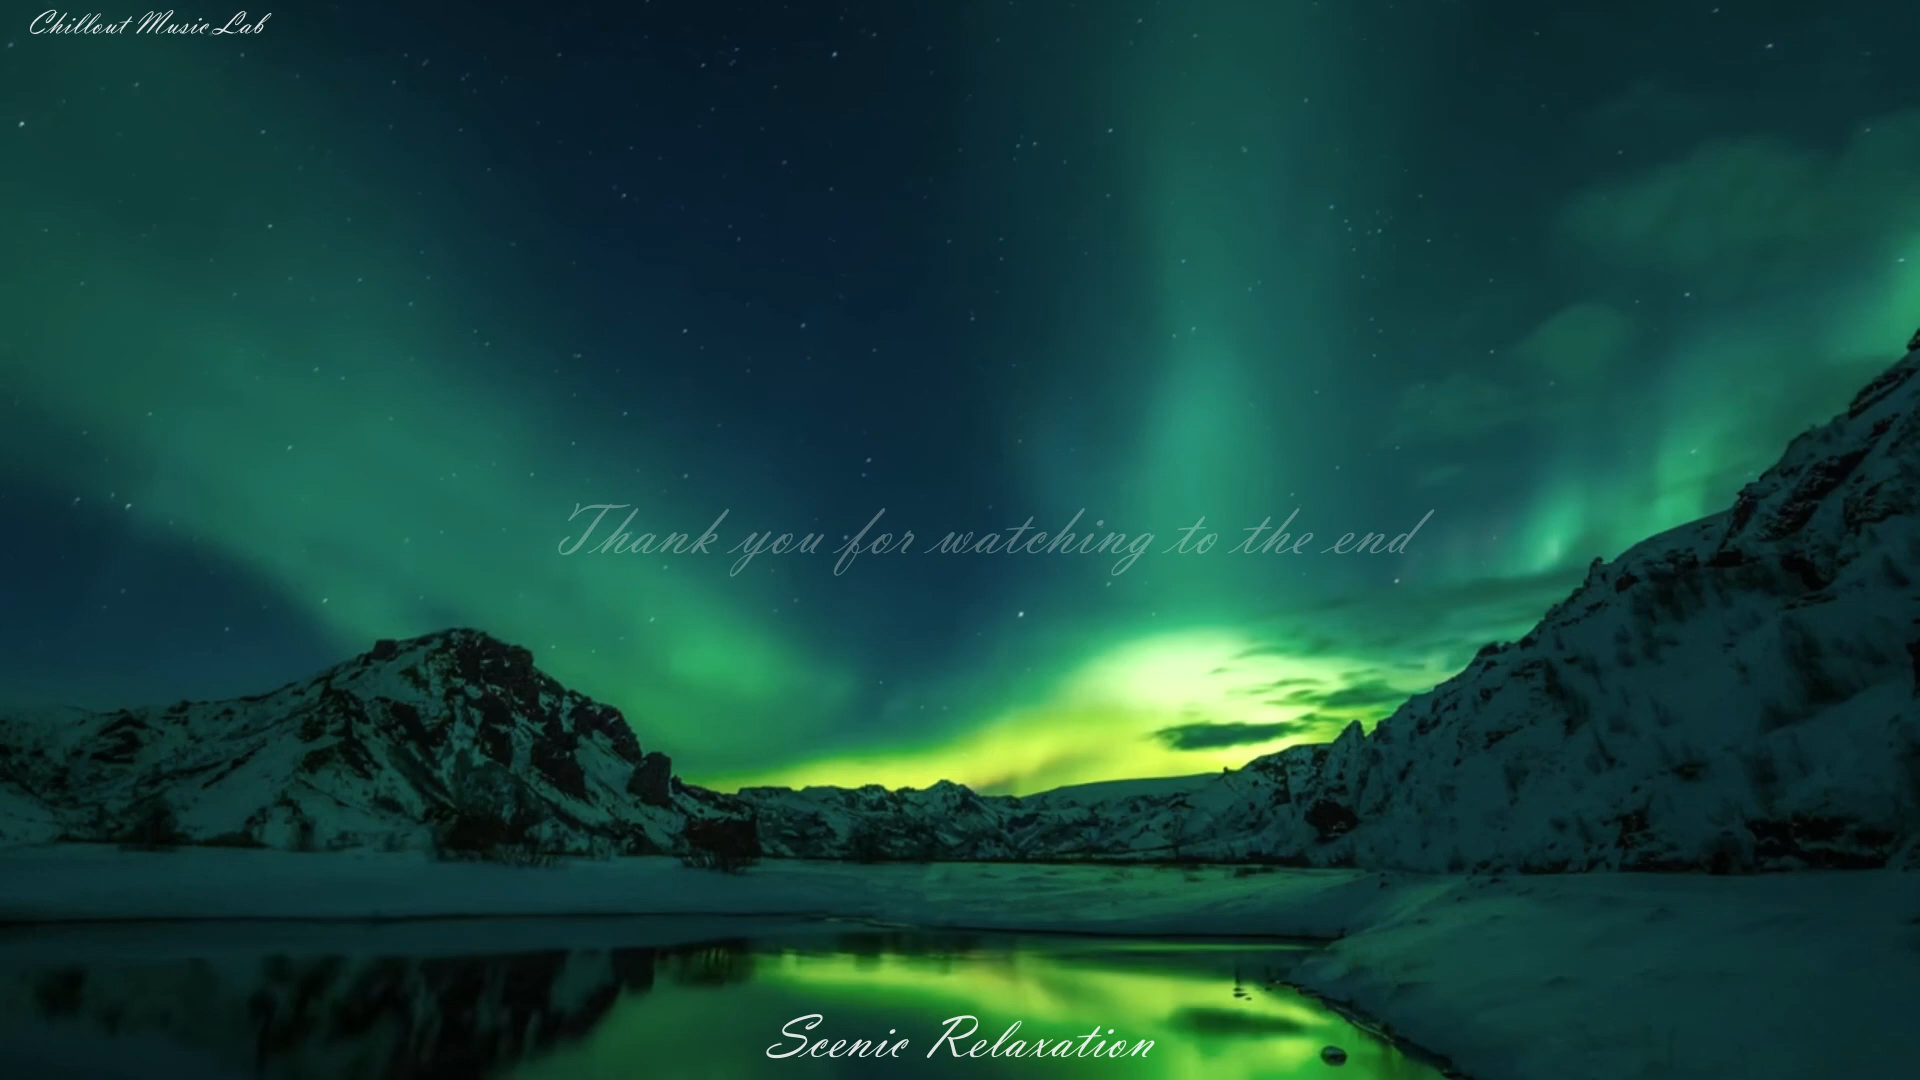 Chillout Music Lab
Thank you for watching to the end
Scenic Relaxation